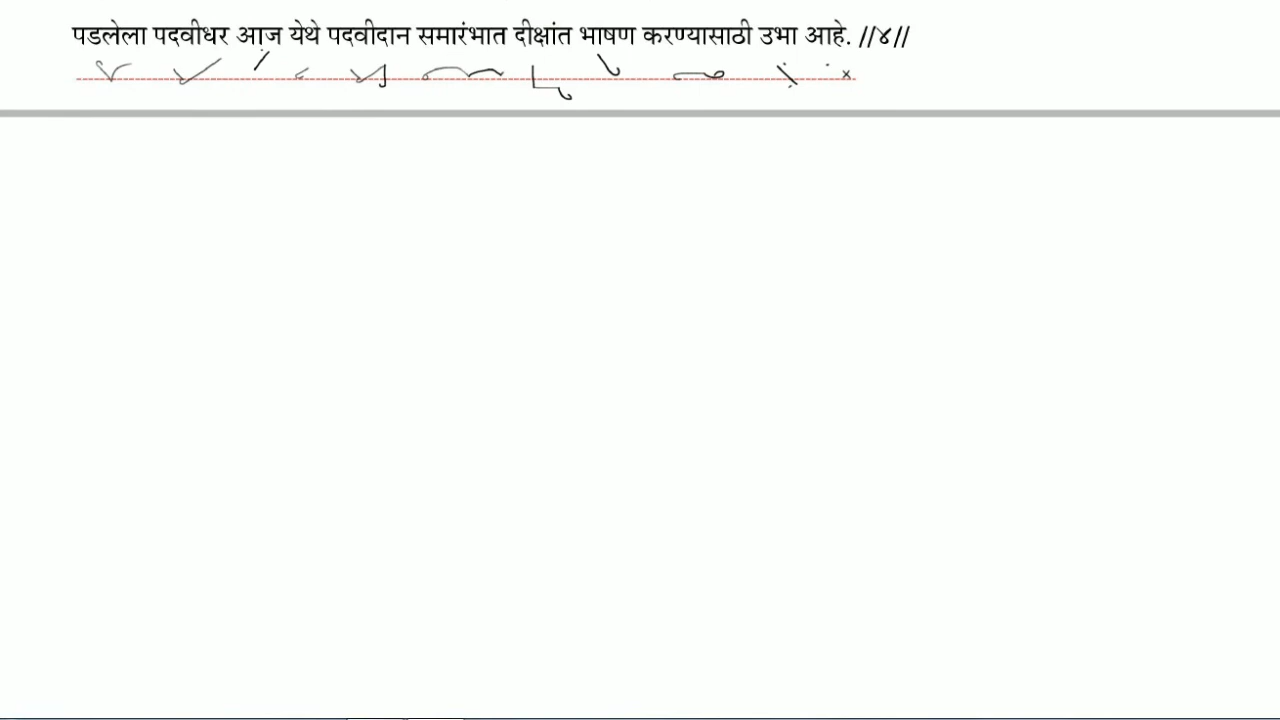 पडलेला पदवीधर आज येथे पदवीदान समारंभात दीक्षांत भाषण करण्यासाठी उभा आहे. //४//